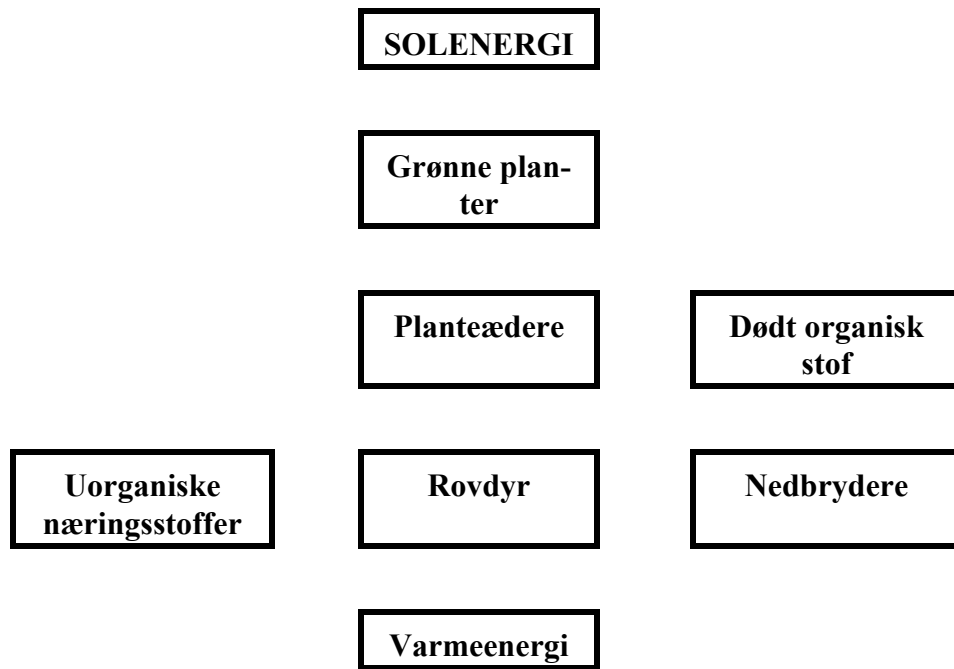 SOLENERGI
Grønne plan-
ter
Planteædere
Dødt organisk
stof
Uorganiske
næringsstoffer
Rovdyr
Nedbrydere
Varmeenergi